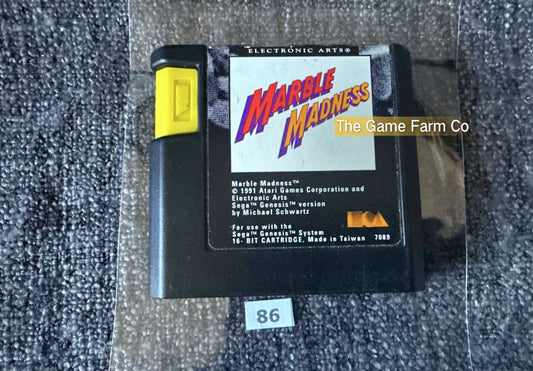 ELECTRONIC ARTS®
MARBLE
MADNESS
The Game Farm Co
Marble Madness™
© 1991 Atari Games Corporation and
Electronic Arts
Sega™ Genesis™ version
by Michael Schwartz
For use with the
Sega™ Genesis™ System
16- BIT CARTRIDGE, Made in Taiwan 7089
86